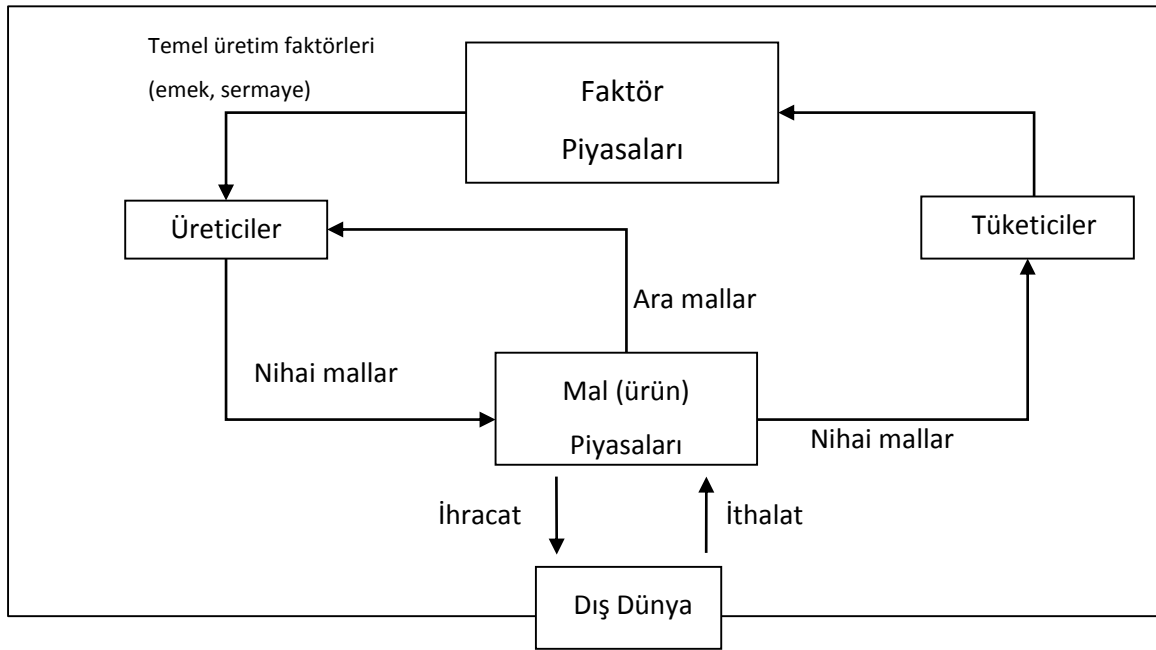 Temel üretim faktörleri
(emek, sermaye)
Faktör
Piyasaları
Üreticiler
Tüketiciler
Ara mallar
Nihai mallar
Mal (ürün)
Piyasaları
Nihai mallar
İhracat
İthalat
Dış Dünya